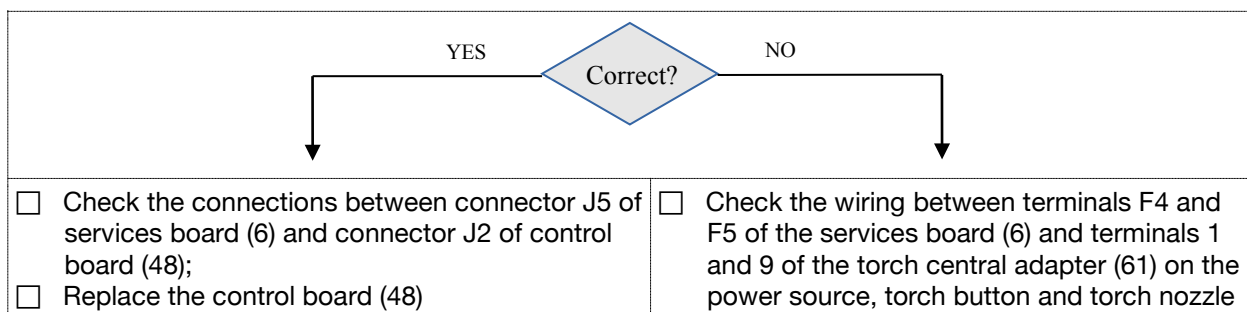 YES
Correct?
NO
☐ Check the connections between connector J5 of
services board (6) and connector J2 of control
board (48);
☐ Replace the control board (48)
☐ Check the wiring between terminals F4 and
F5 of the services board (6) and terminals 1
and 9 of the torch central adapter (61) on the
power source, torch button and torch nozzle